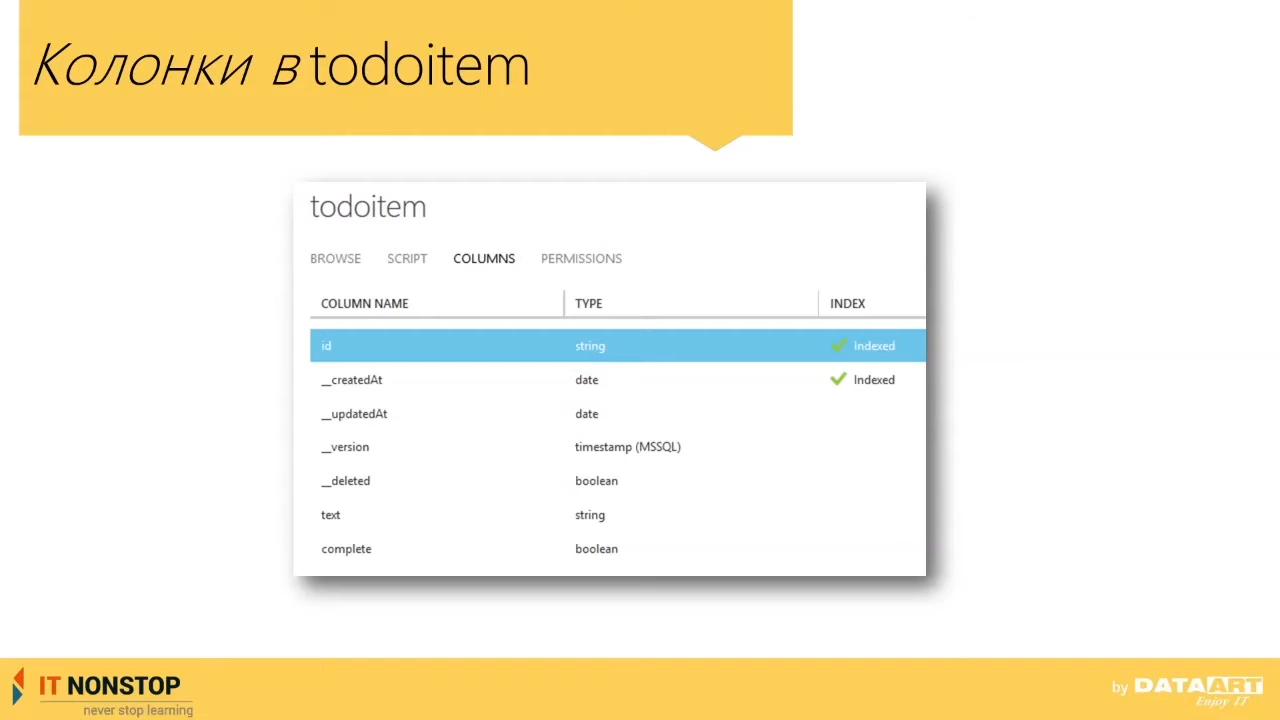 Колонки в todoitem
todoitem
BROWSE SCRIPT COLUMNS PERMISSIONS
COLUMN NAME TYPE INDEX
id string Indexed
__createdAt date Indexed
__updatedAt date
__version timestamp (MSSQL)
__deleted boolean
text string
complete boolean
IT NONSTOP
never stop learning
by DATAART
Enjoy IT